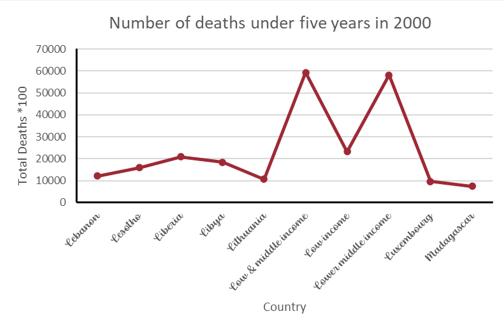 Number of deaths under five years in 2000
Total Deaths *100
70000
60000
50000
40000
30000
20000
10000
0
Lebanon
Lesotho
Liberia
Libya
Lithuania
Low & middle income
Low income
Lower middle income
Luxembourg
Madagascar
Country